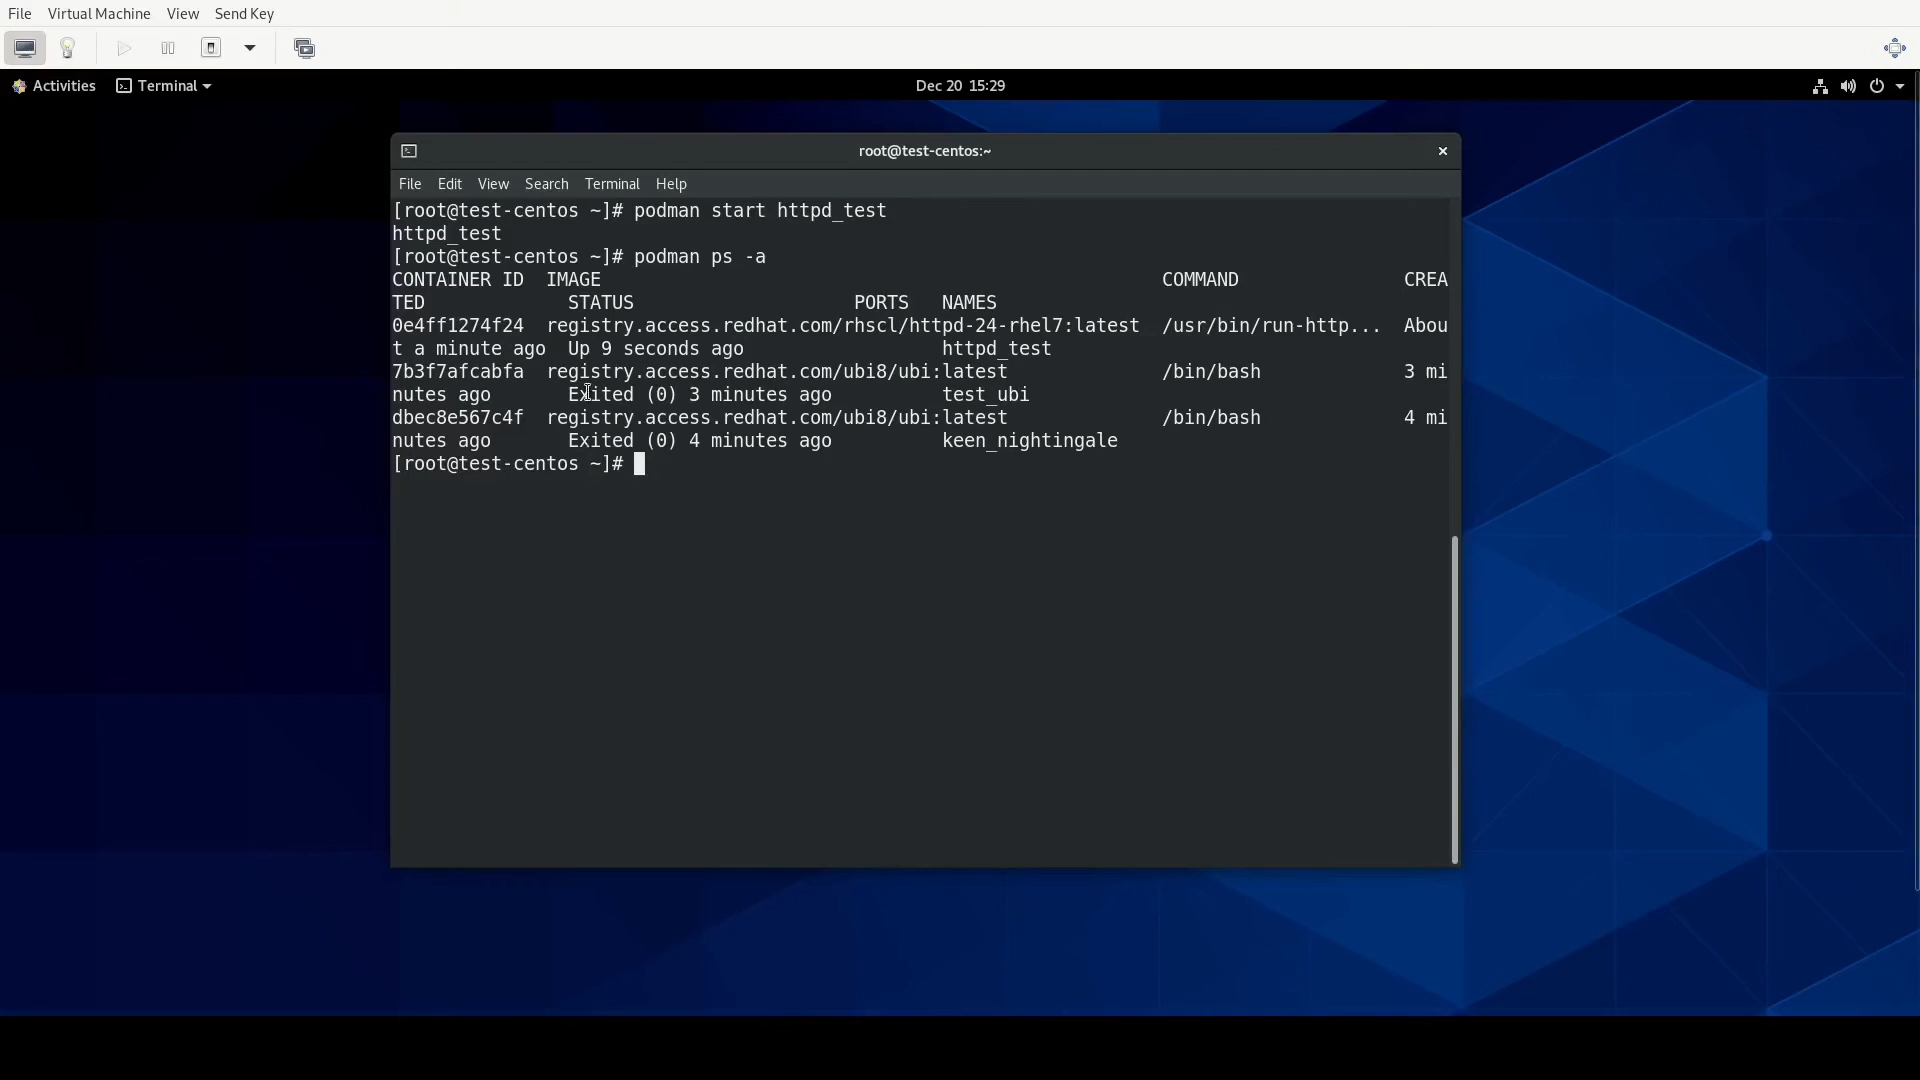 File Virtual Machine View Send Key
Activities Terminal Dec 20 15:29
root@test-centos:~
File Edit View Search Terminal Help
[root@test-centos ~]# podman start httpd_test
httpd_test
[root@test-centos ~]# podman ps -a
CONTAINER ID IMAGE COMMAND CREA
TED STATUS PORTS NAMES
0e4ff1274f24 registry.access.redhat.com/rhscl/httpd-24-rhel7:latest /usr/bin/run-http... Abou
t a minute ago Up 9 seconds ago httpd_test
7b3f7afcabfa registry.access.redhat.com/ubi8/ubi:latest /bin/bash 3 mi
nutes ago Exited (0) 3 minutes ago test_ubi
dbec8e567c4f registry.access.redhat.com/ubi8/ubi:latest /bin/bash 4 mi
nutes ago Exited (0) 4 minutes ago keen_nightingale
[root@test-centos ~]#